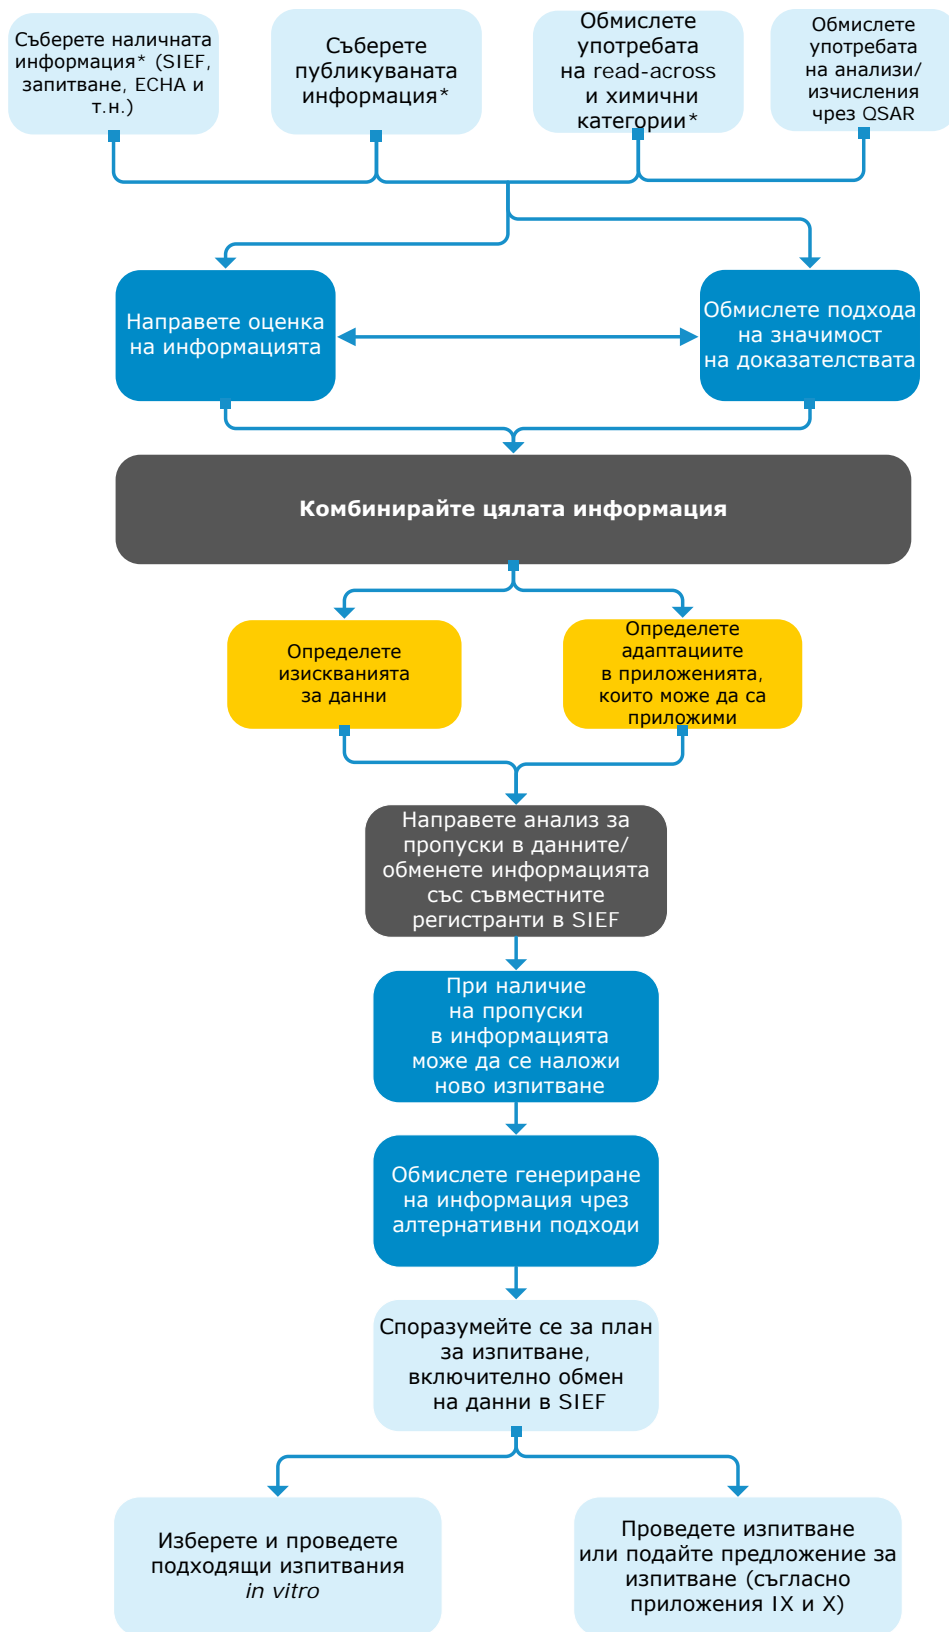 Съберете наличната
информация* (SIEF,
запитване, ECHA и
т.н.)
Съберете
публикуваната
информация*
Обмислете
употребата
на read-across
и химични
категории*
Обмислете
употребата
на анализи/
изчисления
чрез QSAR
Направете оценка
на информацията
Обмислете подхода
на значимост
на доказателствата
Комбинирайте цялата информация
Определете
изискванията
за данни
Определете
адаптациите
в приложенията,
които може да са
приложими
Направете анализ за
пропуски в данните/
обменете информацията
със съвместните
регистранти в SIEF
При наличие
на пропуски
в информацията
може да се наложи
ново изпитване
Обмислете генериране
на информация чрез
алтернативни подходи
Споразумейте се за план
за изпитване,
включително обмен
на данни в SIEF
Изберете и проведете
подходящи изпитвания
in vitro
Проведете изпитване
или подайте предложение за
изпитване (съгласно
приложения IX и X)